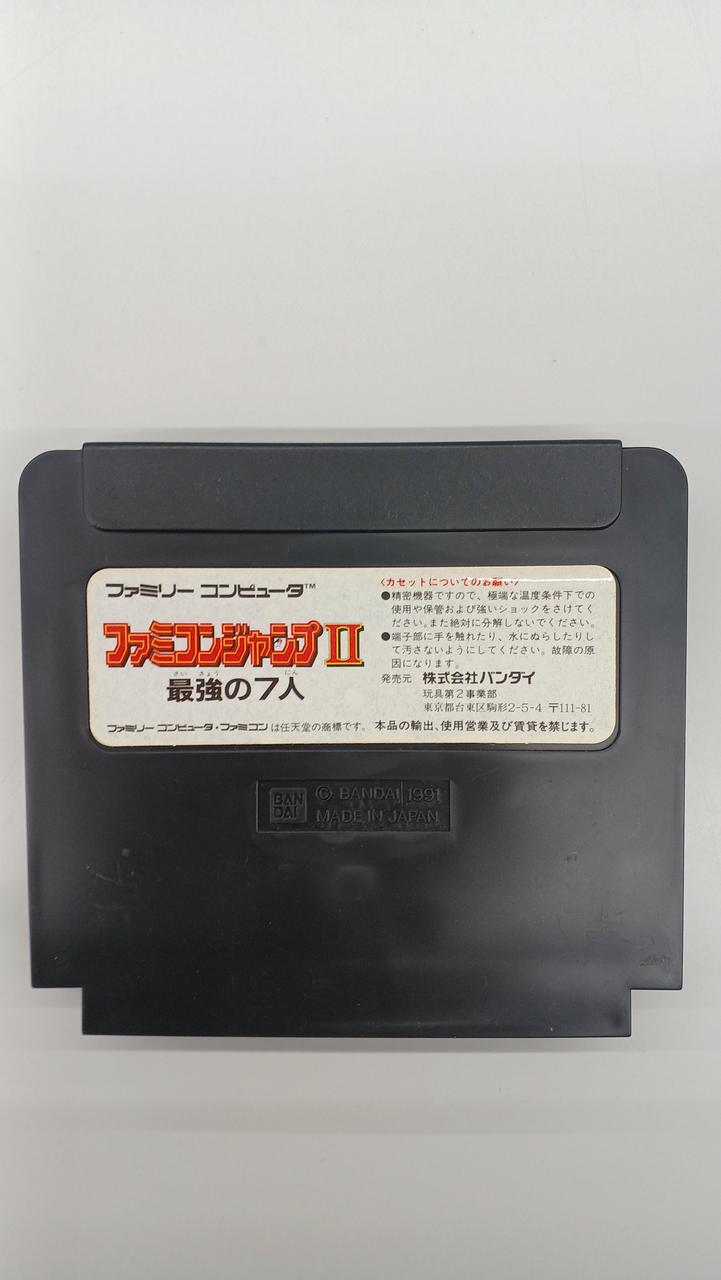 ファミリー コンピュータ™
ファミコンジャンプⅡ
さい きょう にん
最強の7人
ファミリー コンピュータ・ファミコン は任天堂の商標です。
〈カセットについてのお願い〉
●精密機器ですので、極端な温度条件下での
使用や保管および強いショックをさけてく
ださい。また絶対に分解しないでください。
●端子部に手を触れたり、水にぬらしたりし
て汚さないようにしてください。故障の原
因になります。
発売元 株式会社バンダイ
玩具第2事業部
東京都台東区駒形2-5-4 〒111-81
本品の輸出、使用営業及び賃貸を禁じます。
BAN
DAI
© BANDAI 1991
MADE IN JAPAN